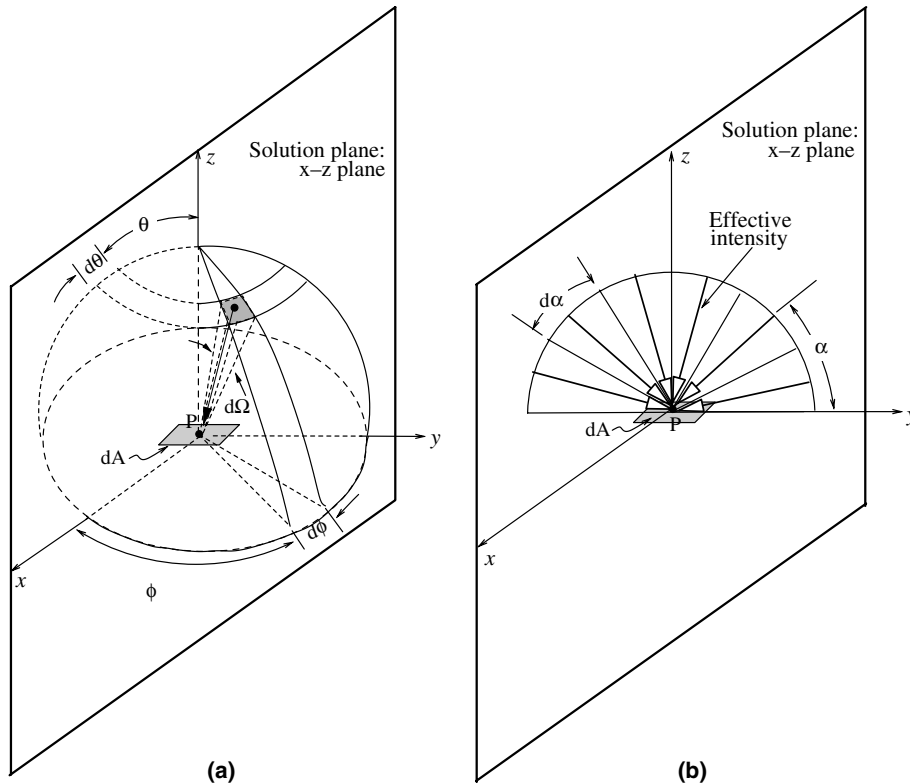 Solution plane:
x–z plane
z
θ
dθ
dΩ
P
dA
y
x
dϕ
ϕ
(a)
Solution plane:
x–z plane
z
Effective
intensity
dα
α
dA
P
y
x
(b)